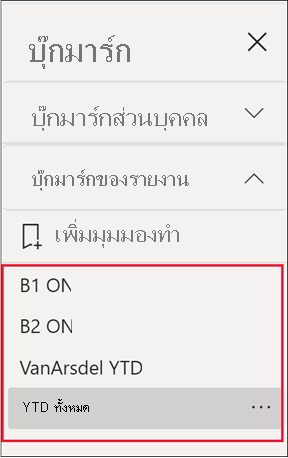 บุ๊กมาร์ก
บุ๊กมาร์กส่วนบุคคล
บุ๊กมาร์กของรายงาน
เพิ่มมุมมองทำ
B1 ON
B2 ON
VanArsdel YTD
YTD ทั้งหมด